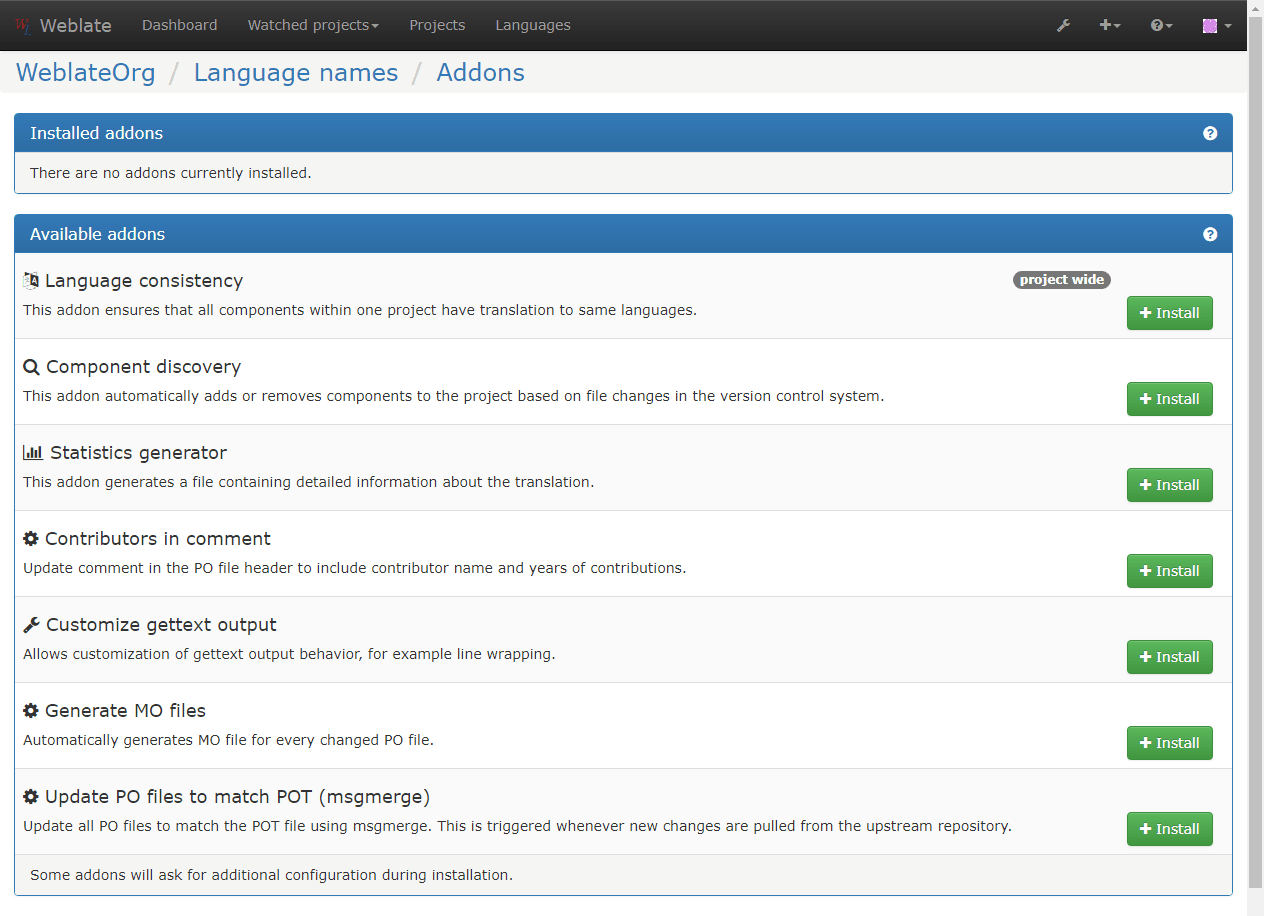 Weblate Dashboard Watched projects Projects Languages
WeblateOrg / Language names / Addons
Installed addons
There are no addons currently installed.
Available addons
Language consistency project wide
This addon ensures that all components within one project have translation to same languages.
Install
Component discovery
This addon automatically adds or removes components to the project based on file changes in the version control system.
Install
Statistics generator
This addon generates a file containing detailed information about the translation.
Install
Contributors in comment
Update comment in the PO file header to include contributor name and years of contributions.
Install
Customize gettext output
Allows customization of gettext output behavior, for example line wrapping.
Install
Generate MO files
Automatically generates MO file for every changed PO file.
Install
Update PO files to match POT (msgmerge)
Update all PO files to match the POT file using msgmerge. This is triggered whenever new changes are pulled from the upstream repository.
Install
Some addons will ask for additional configuration during installation.